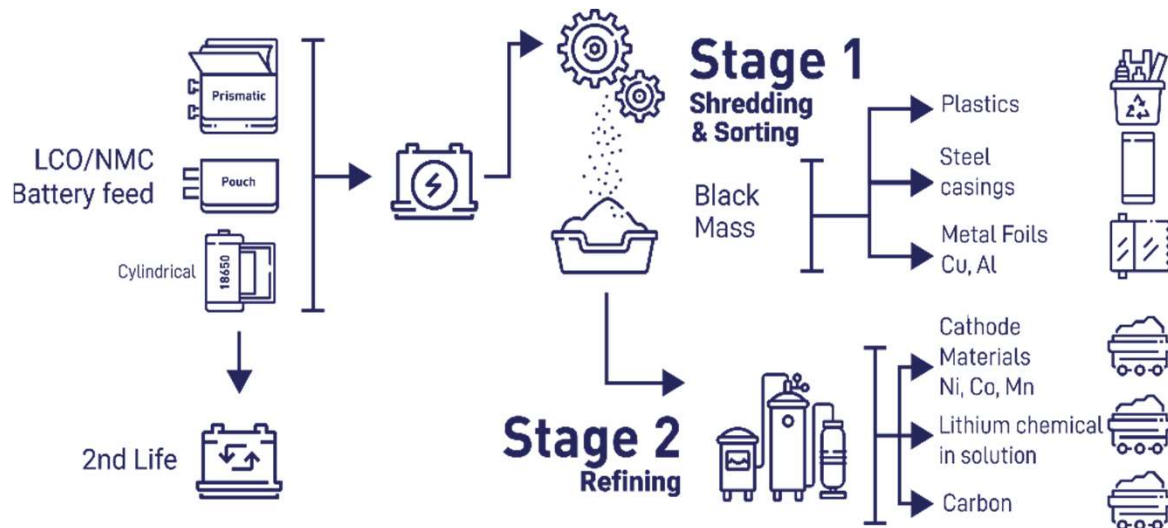 LCO/NMC
Battery feed
Prismatic
Pouch
Cylindrical
18650
2nd Life
Stage 1
Shredding
& Sorting
Black
Mass
Plastics
Steel
casings
Metal Foils
Cu, Al
Stage 2
Refining
Cathode
Materials
Ni, Co, Mn
Lithium chemical
in solution
Carbon